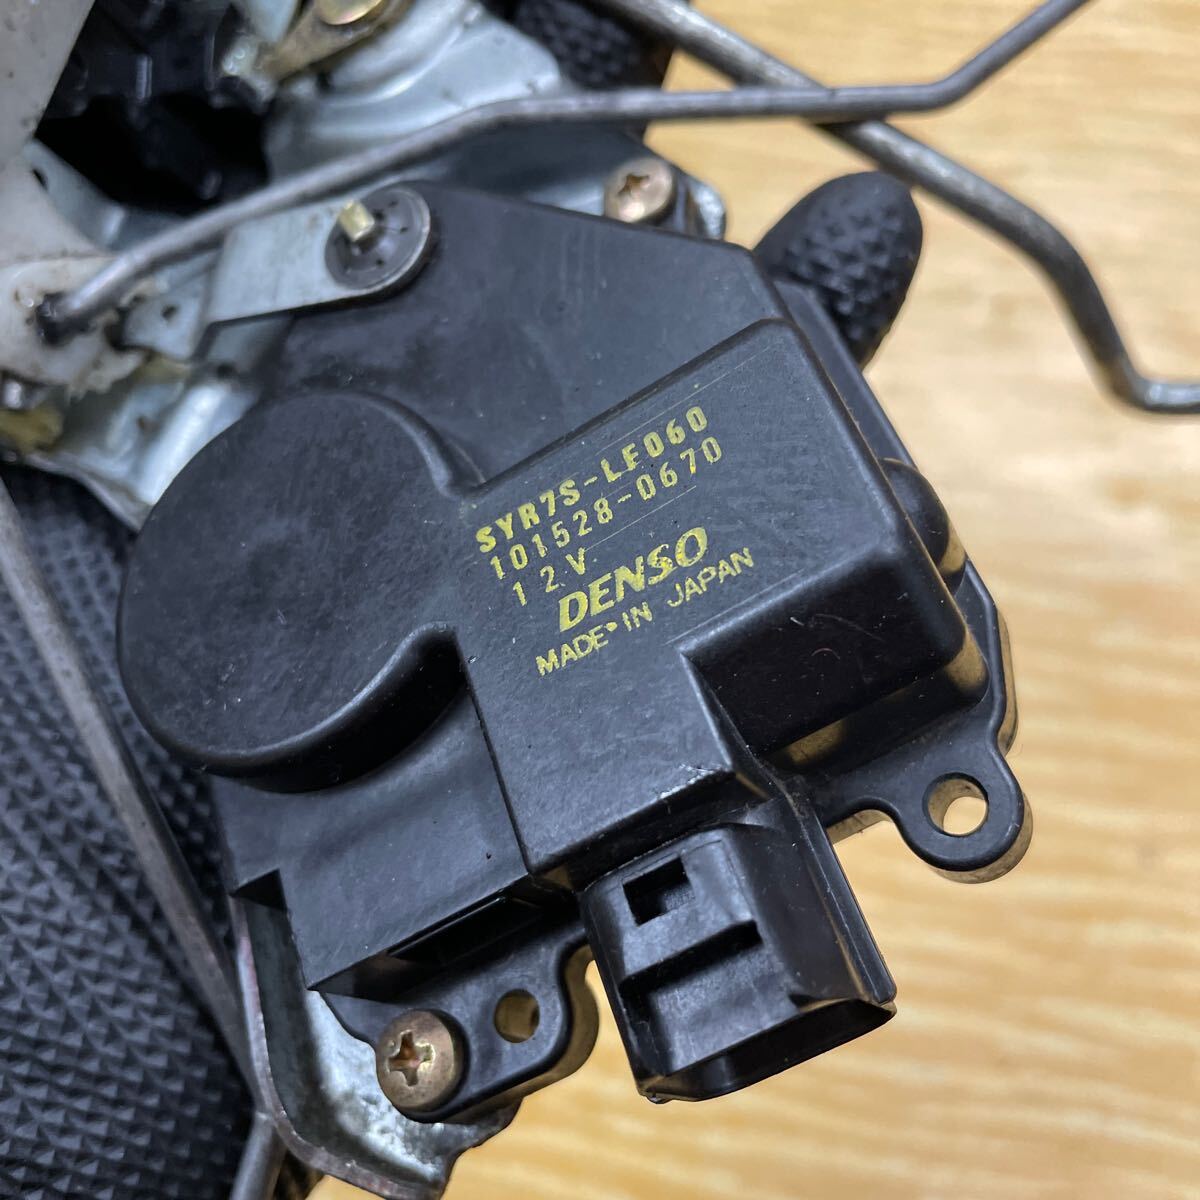 SYR7S-LF060
101528-0670
12V
DENSO
MADE IN JAPAN